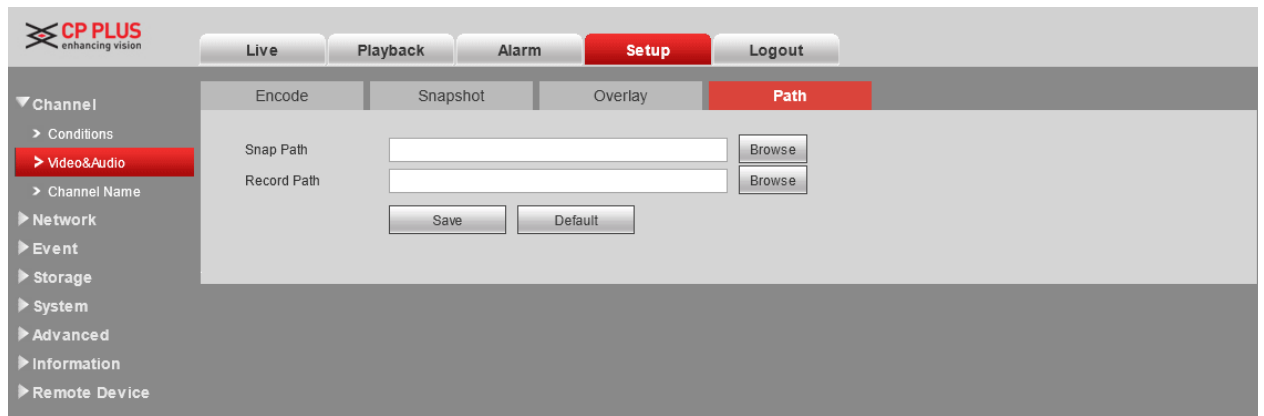 CP PLUS
enhancing vision
Live Playback Alarm Setup Logout
Encode Snapshot Overlay Path
Channel
> Conditions
> Video&Audio
> Channel Name
Network
Event
Storage
System
Advanced
Information
Remote Device
Snap Path Browse
Record Path Browse
Save Default